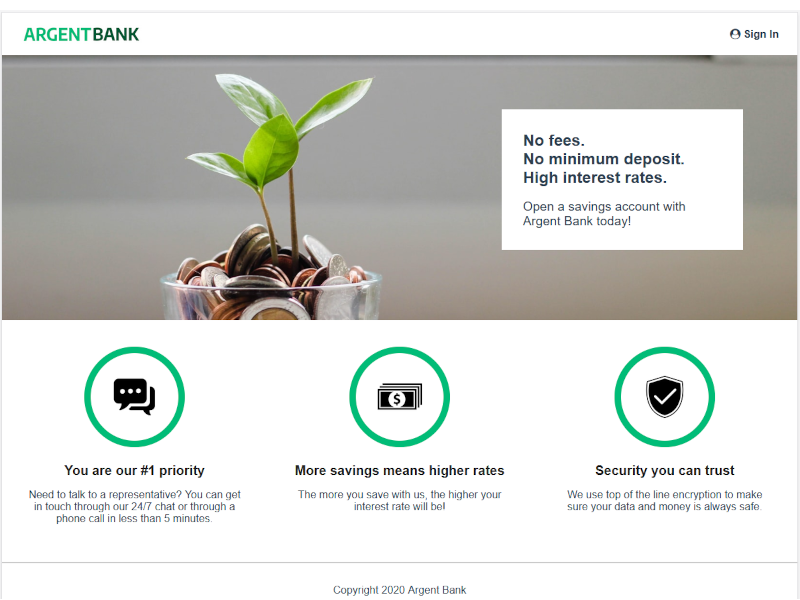 ARGENTBANK
Sign In
No fees.
No minimum deposit.
High interest rates.
Open a savings account with
Argent Bank today!
$
You are our #1 priority
Need to talk to a representative? You can get
in touch through our 24/7 chat or through a
phone call in less than 5 minutes.
More savings means higher rates
The more you save with us, the higher your
interest rate will be!
Security you can trust
We use top of the line encryption to make
sure your data and money is always safe.
Copyright 2020 Argent Bank